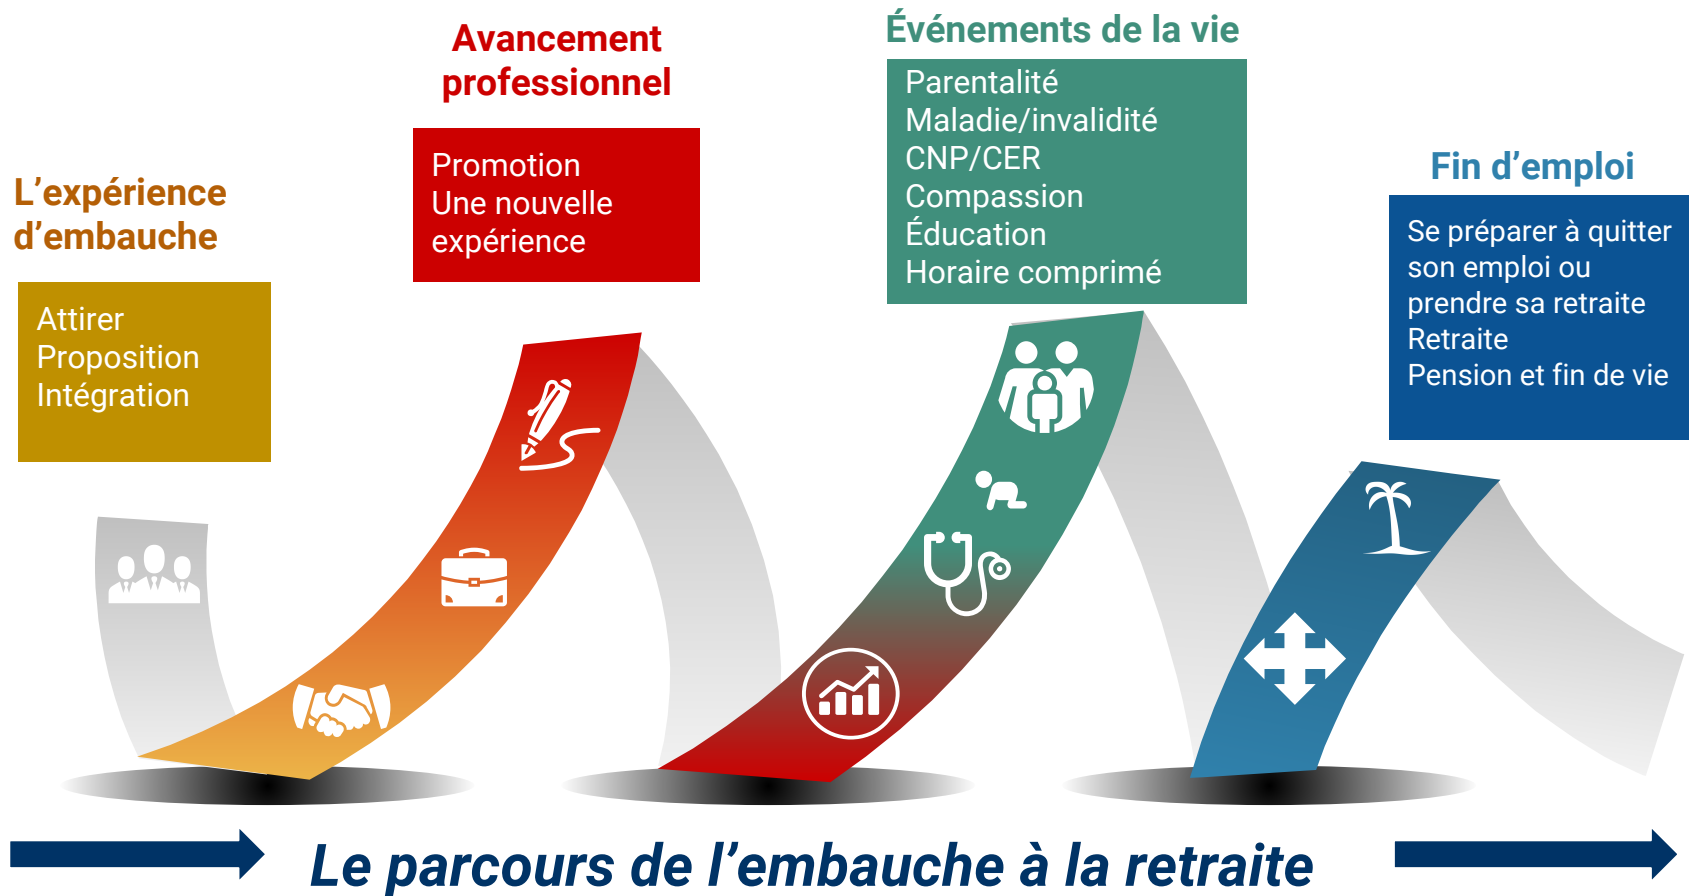 L’expérience
d’embauche
Attirer
Proposition
Intégration
Avancement
professionnel
Promotion
Une nouvelle
expérience
Événements de la vie
Parentalité
Maladie/invalidité
CNP/CER
Compassion
Éducation
Horaire comprimé
Fin d’emploi
Se préparer à quitter
son emploi ou
prendre sa retraite
Retraite
Pension et fin de vie
Le parcours de l’embauche à la retraite